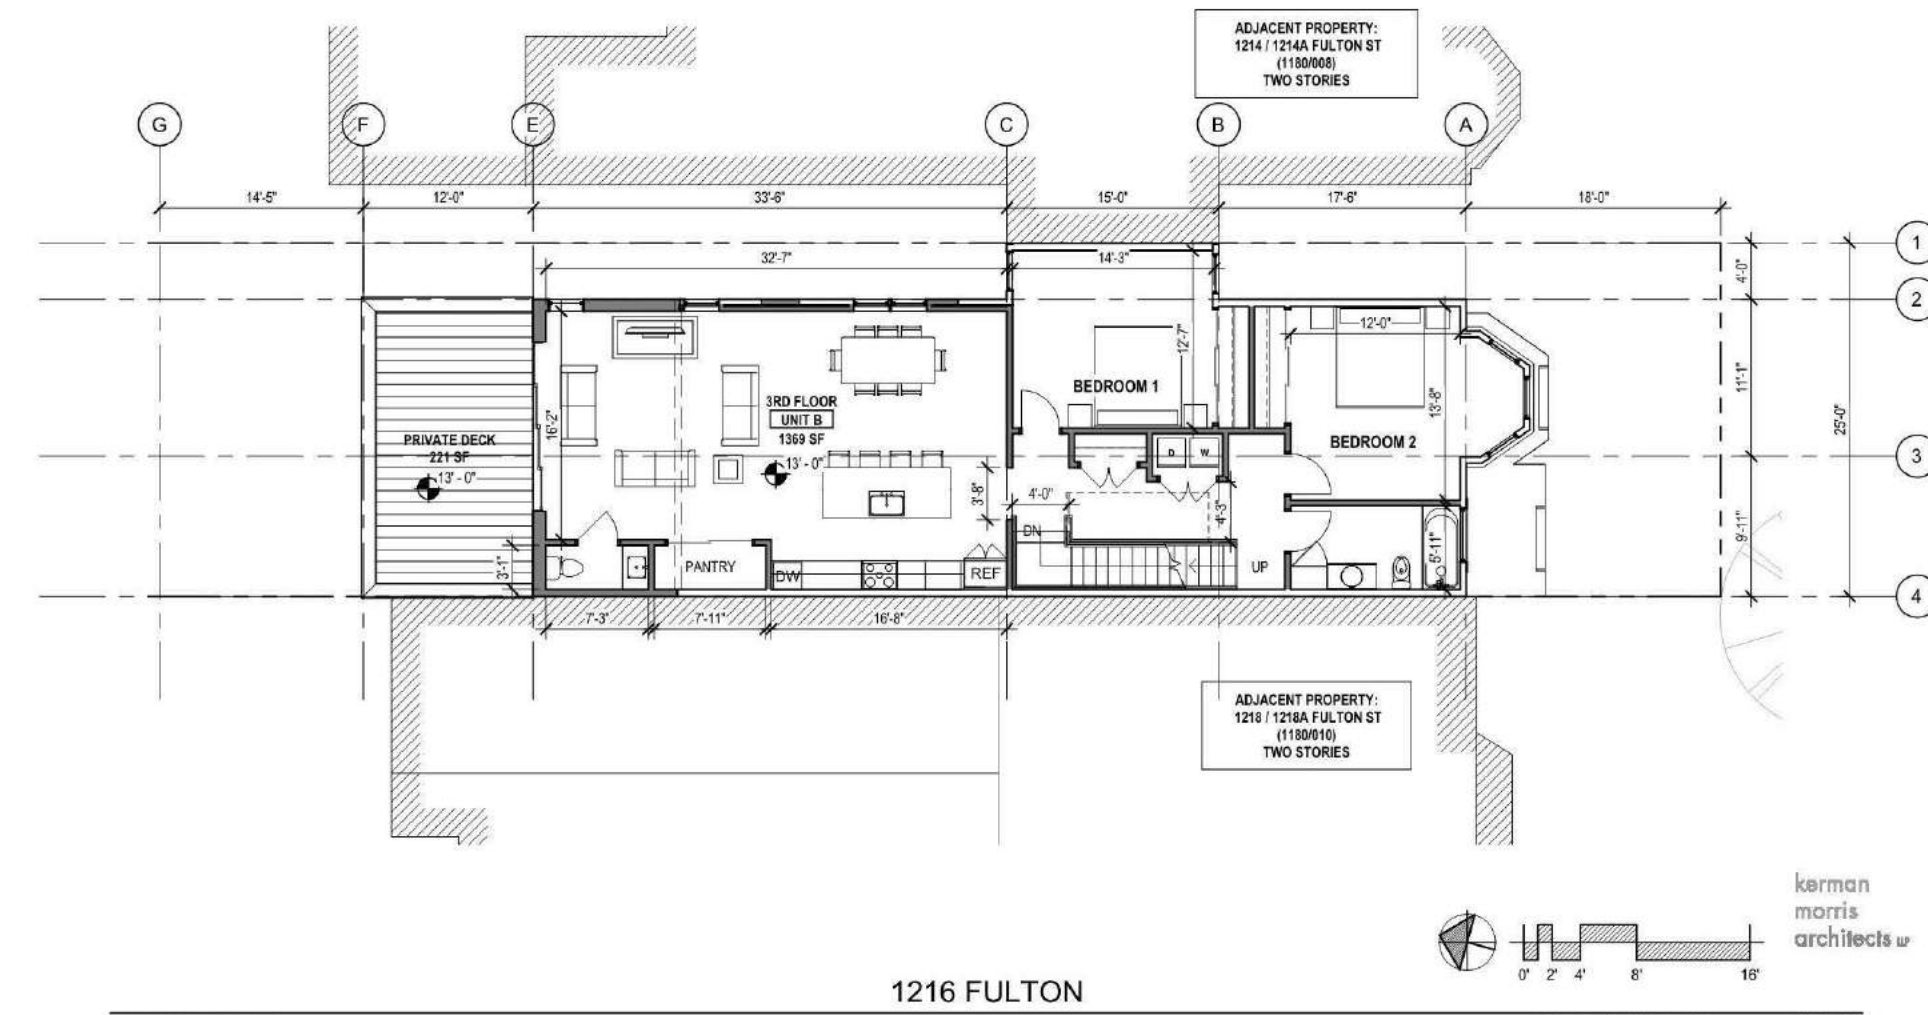 ADJACENT PROPERTY:
1214 / 1214A FULTON ST
(1180/008)
TWO STORIES
G
F
E
C
B
A
14'-5"
12'-0"
33'-6"
15'-0"
17'-6"
18'-0"
1
32'-7"
14'-3"
4'-0"
2
12'-0"
12'-7"
BEDROOM 1
11'-1"
3RD FLOOR
UNIT B
1369 SF
13' - 0"
16'-2"
13'-8"
25'-0"
PRIVATE DECK
221 SF
13' - 0"
BEDROOM 2
D
W
3
3'-8"
4'-0"
4'-3"
DN
9'-11"
5'-11"
3'-1"
PANTRY
DW
REF
UP
4
7'-3"
7'-11"
16'-8"
ADJACENT PROPERTY:
1218 / 1218A FULTON ST
(1180/010)
TWO STORIES
kerman
morris
architects LLP
0'
2'
4'
8'
16'
1216 FULTON